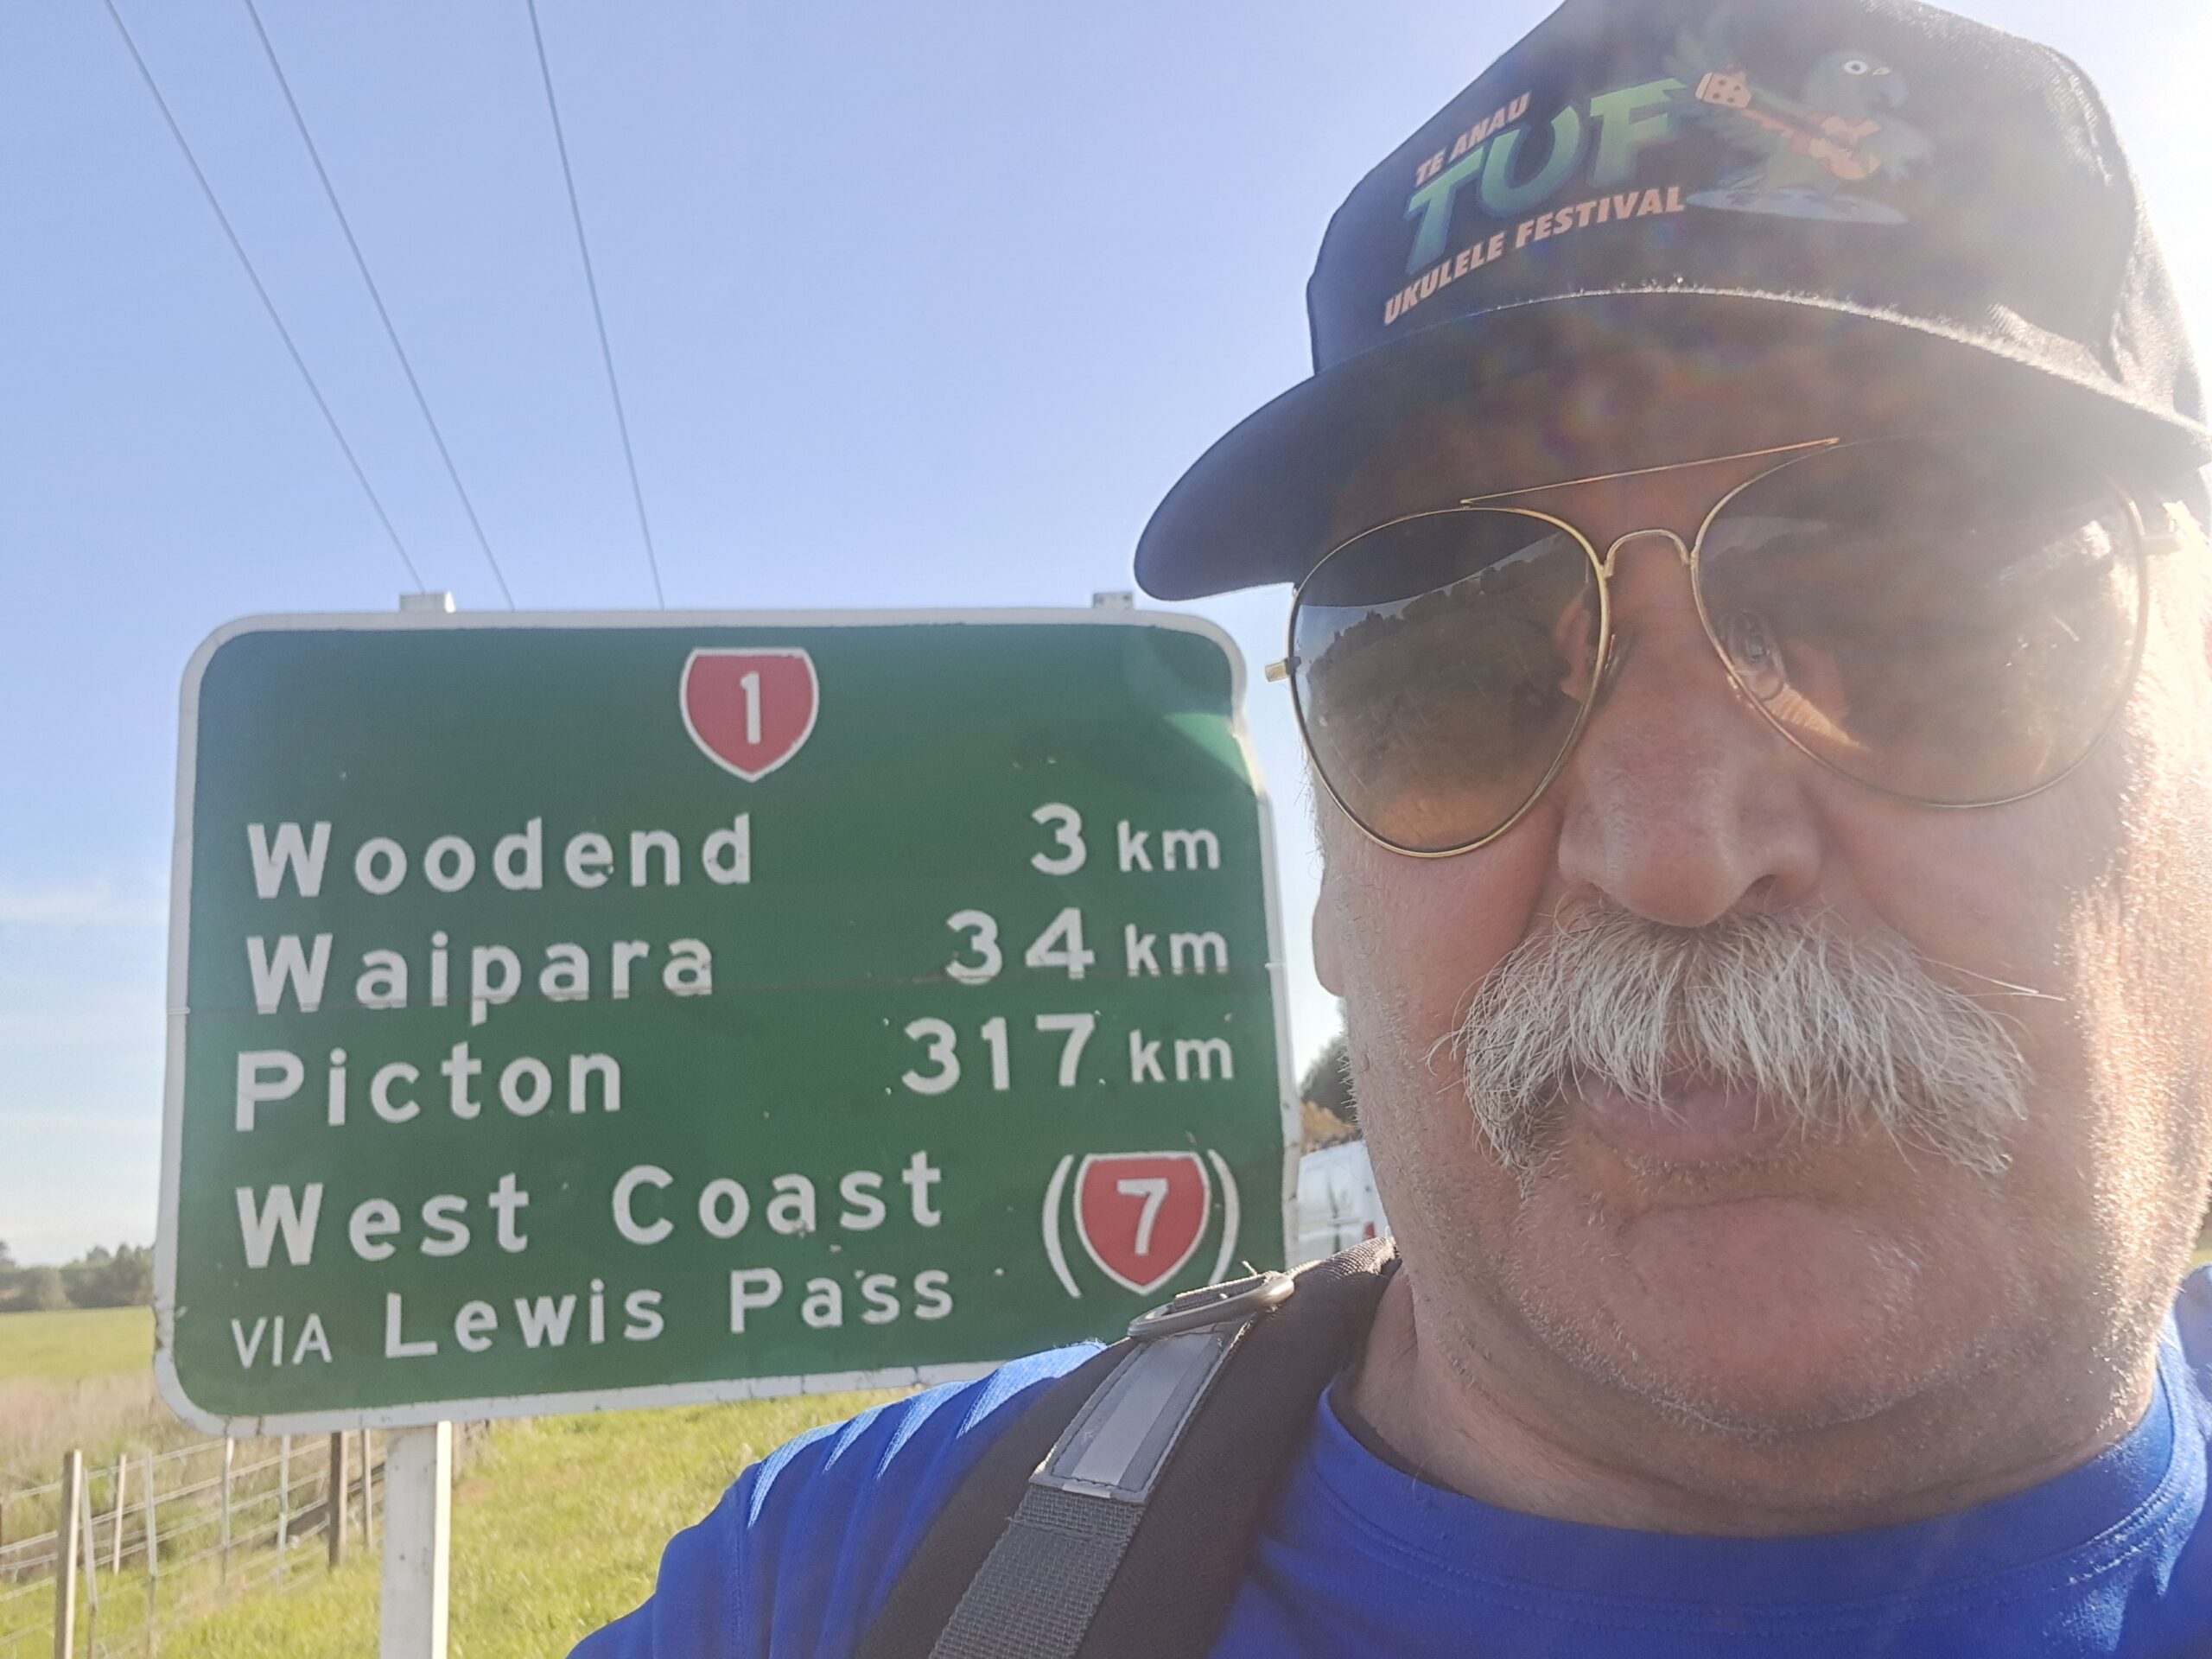 TE ANAU
TUF
UKULELE FESTIVAL
1
Woodend 3 km
Waipara 34 km
Picton 317 km
West Coast (7)
VIA Lewis Pass